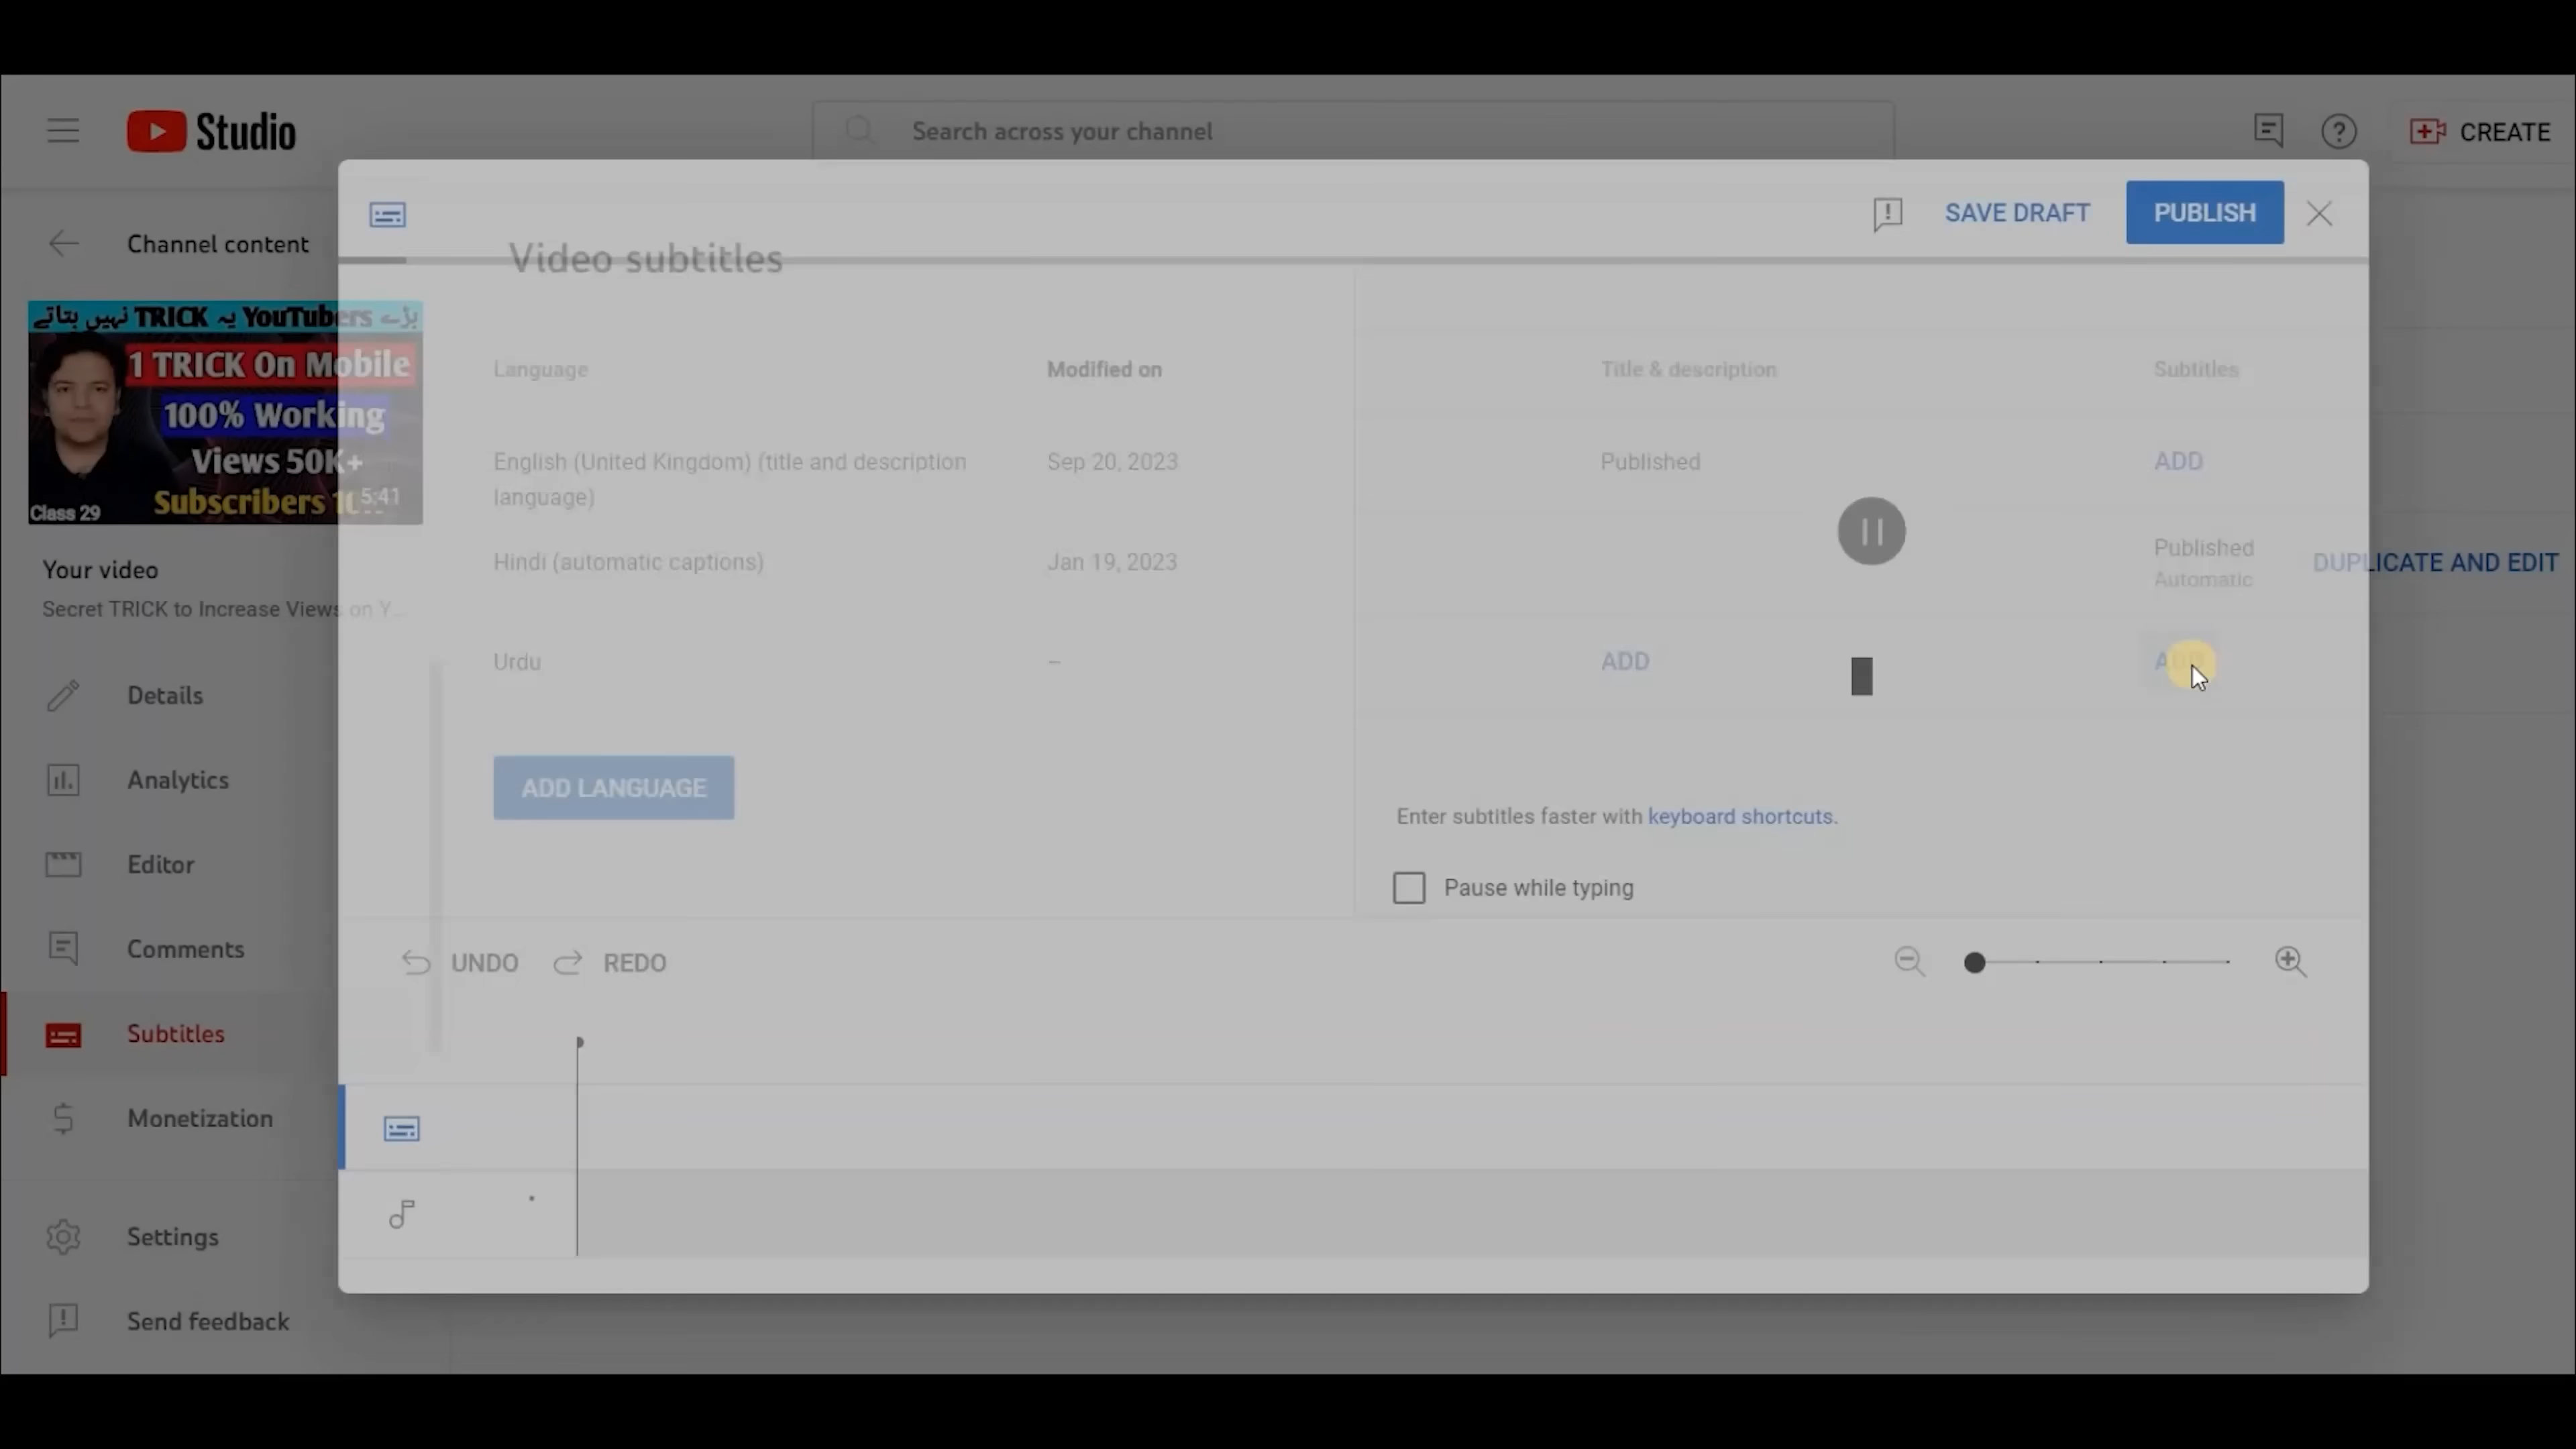 Studio
Search across your channel
CREATE
SAVE DRAFT
PUBLISH
Channel content
Video subtitles
بڑے YouTubers یہ TRICK نہیں بتاتے
1 TRICK On Mobile
100% Working
Views 50K+
Subscribers
5:41
Class 29
Your video
Secret TRICK to Increase Views on Y...
Details
Analytics
Editor
Comments
Subtitles
Monetization
Settings
Send feedback
Language
Modified on
Title & description
Subtitles
English (United Kingdom) (title and description
language)
Sep 20, 2023
Published
ADD
Hindi (automatic captions)
Jan 19, 2023
Published
Automatic
DUPLICATE AND EDIT
Urdu
–
ADD
ADD LANGUAGE
Enter subtitles faster with keyboard shortcuts.
Pause while typing
UNDO
REDO